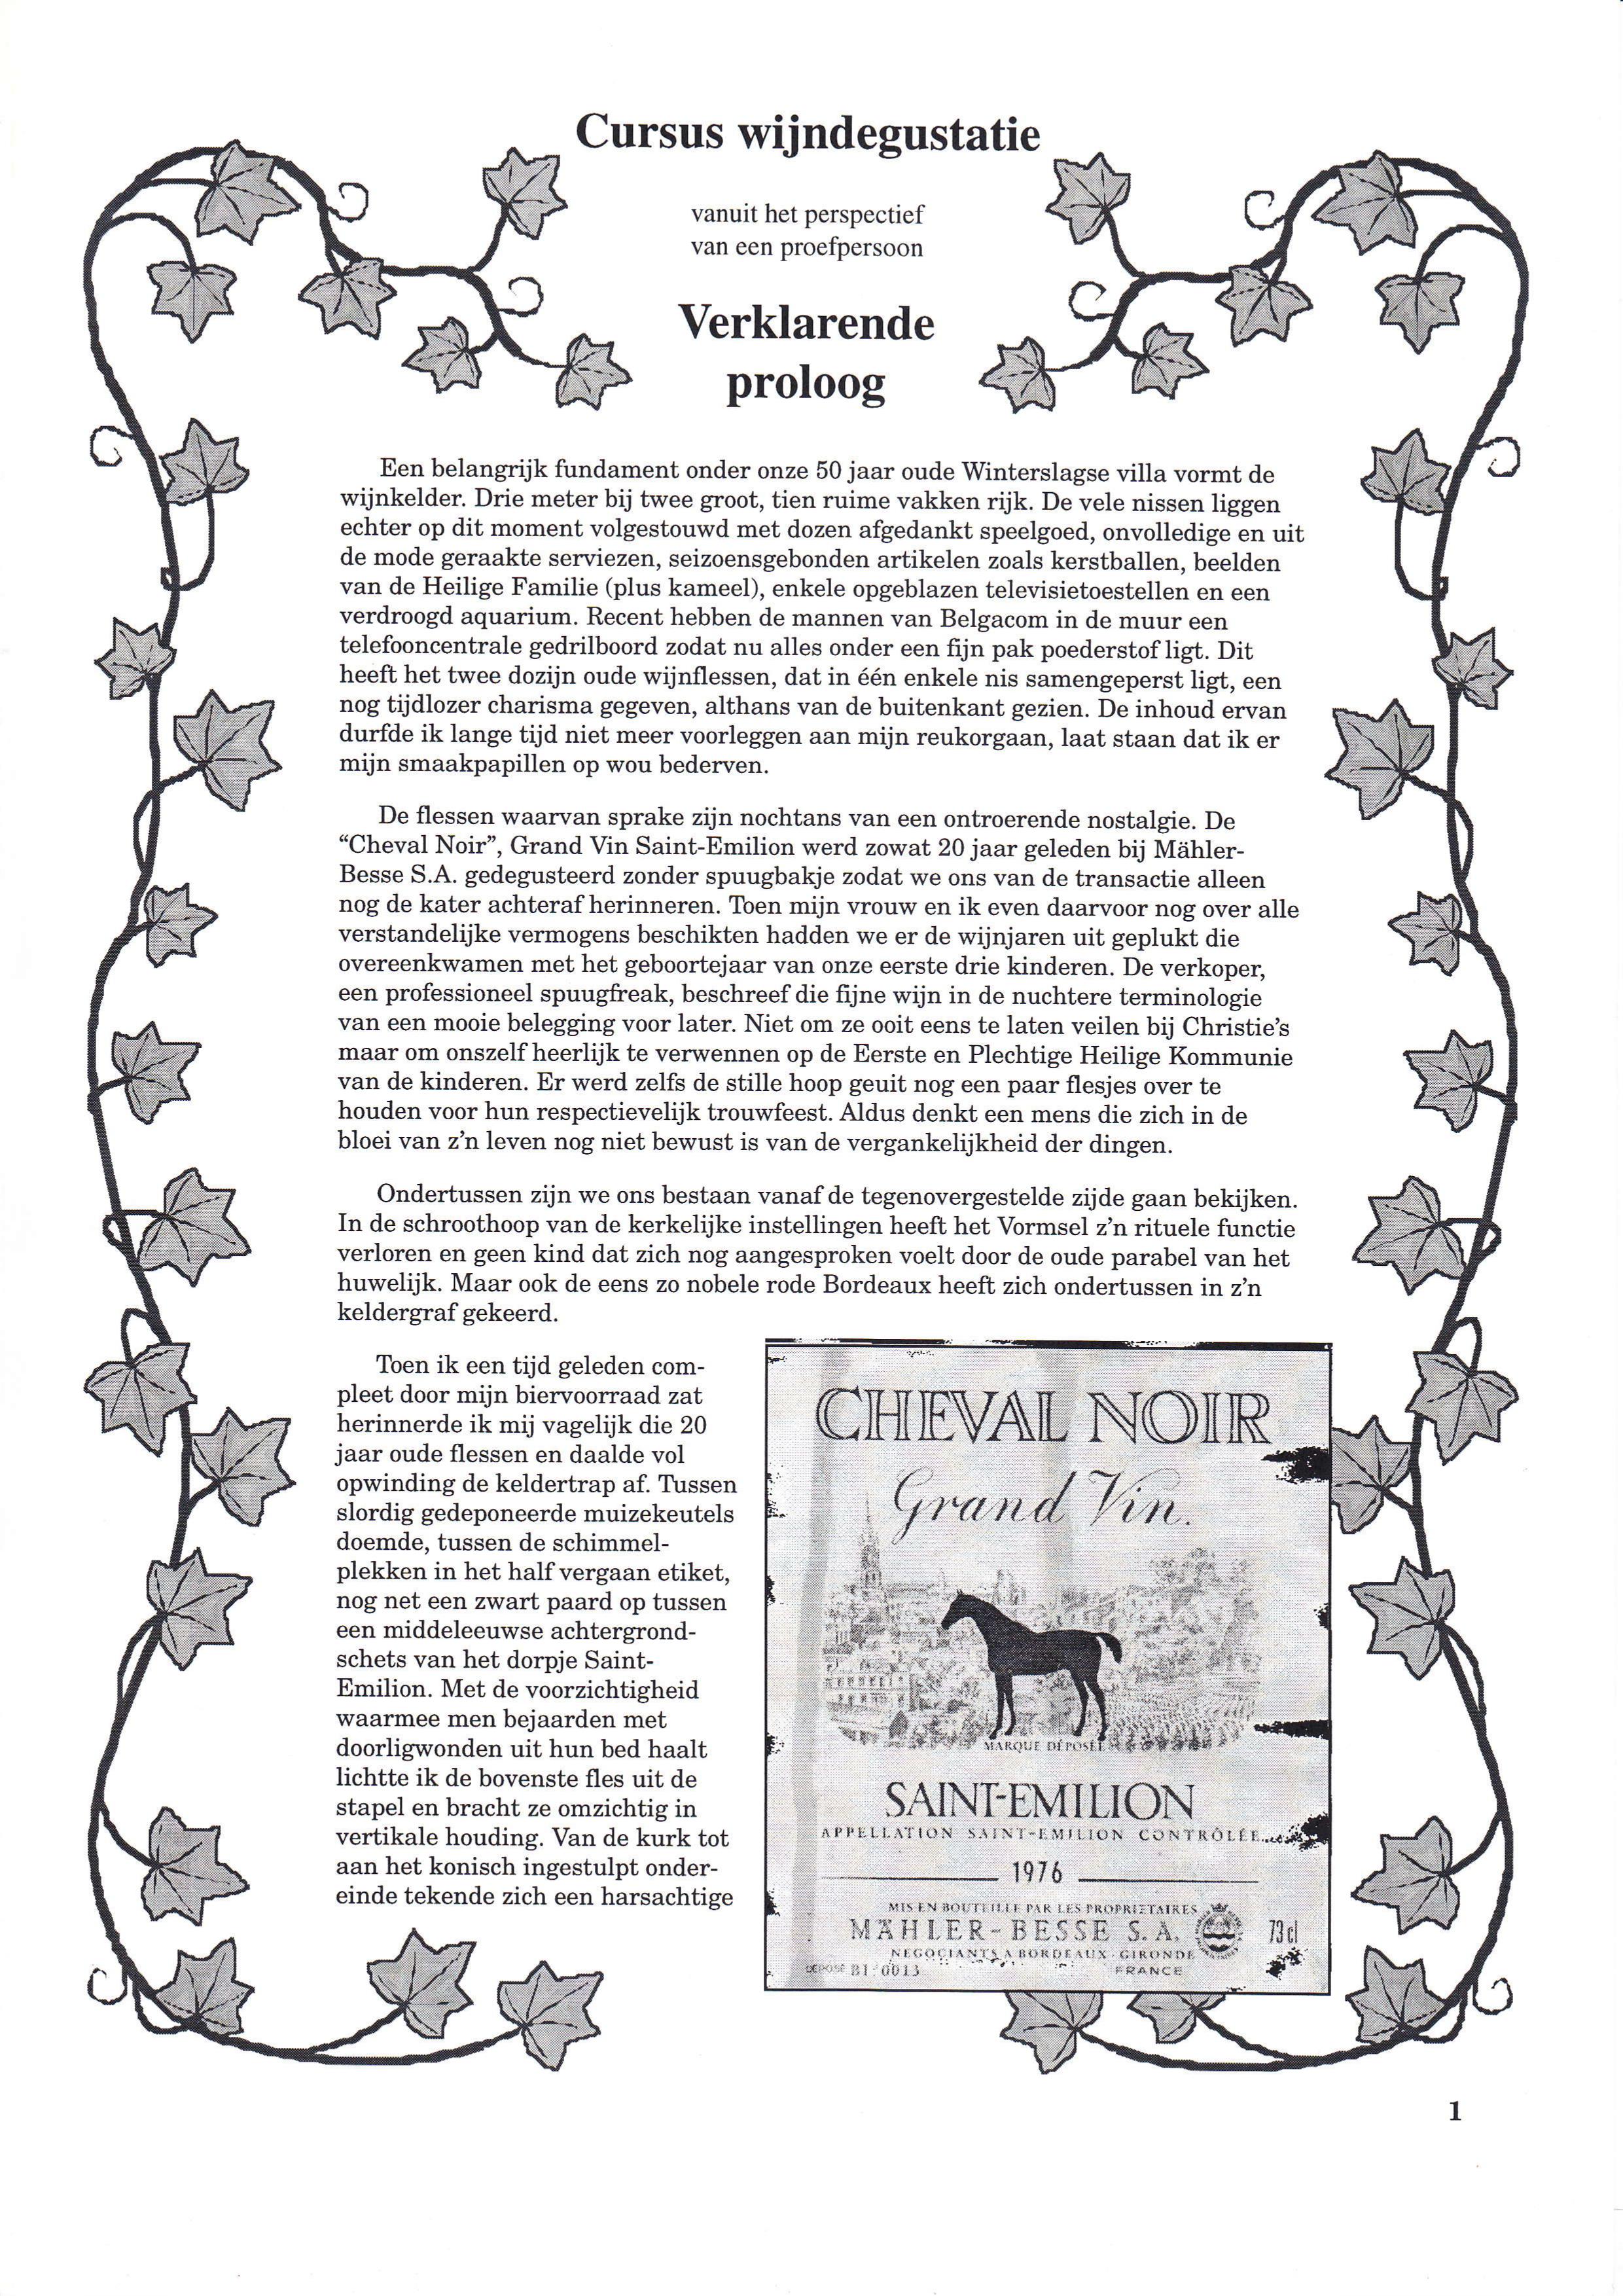 Cursus wijndegustatie
vanuit het perspectief
van een proefpersoon
Verklarende
proloog
Een belangrijk fundament onder onze 50 jaar oude Winterslagse villa vormt de
wijnkelder. Drie meter bij twee groot, tien ruime vakken rijk. De vele nissen liggen
echter op dit moment volgestouwd met dozen afgedankt speelgoed, onvolledige en uit
de mode geraakte serviezen, seizoensgebonden artikelen zoals kerstballen, beelden
van de Heilige Familie (plus kameel), enkele opgeblazen televisietoestellen en een
verdroogd aquarium. Recent hebben de mannen van Belgacom in de muur een
telefooncentrale gedrilboord zodat nu alles onder een fijn pak poederstof ligt. Dit
heeft het twee dozijn oude wijnflessen, dat in één enkele nis samengeperst ligt, een
nog tijdlozer charisma gegeven, althans van de buitenkant gezien. De inhoud ervan
durfde ik lange tijd niet meer voorleggen aan mijn reukorgaan, laat staan dat ik er
mijn smaakpapillen op wou bederven.
De flessen waarvan sprake zijn nochtans van een ontroerende nostalgie. De
“Cheval Noir”, Grand Vin Saint-Emilion werd zowat 20 jaar geleden bij Mähler-
Besse S.A. gedegusteerd zonder spuugbakje zodat we ons van de transactie alleen
nog de kater achteraf herinneren. Toen mijn vrouw en ik even daarvoor nog over alle
verstandelijke vermogens beschikten hadden we er de wijnjaren uit geplukt die
overeenkwamen met het geboortejaar van onze eerste drie kinderen. De verkoper,
een professioneel spuugfreak, beschreef die fijne wijn in de nuchtere terminologie
van een mooie belegging voor later. Niet om ze ooit eens te laten veilen bij Christie’s
maar om onszelf heerlijk te verwennen op de Eerste en Plechtige Heilige Kommunie
van de kinderen. Er werd zelfs de stille hoop geuit nog een paar flesjes over te
houden voor hun respectievelijk trouwfeest. Aldus denkt een mens die zich in de
bloei van z’n leven nog niet bewust is van de vergankelijkheid der dingen.
Ondertussen zijn we ons bestaan vanaf de tegenovergestelde zijde gaan bekijken.
In de schroothoop van de kerkelijke instellingen heeft het Vormsel z’n rituele functie
verloren en geen kind dat zich nog aangesproken voelt door de oude parabel van het
huwelijk. Maar ook de eens zo nobele rode Bordeaux heeft zich ondertussen in z’n
keldergraf gekeerd.
Toen ik een tijd geleden com-
pleet door mijn biervoorraad zat
herinnerde ik mij vagelijk die 20
jaar oude flessen en daalde vol
opwinding de keldertrap af. Tussen
slordig gedeponeerde muizekeutels
doemde, tussen de schimmel-
plekken in het half vergaan etiket,
nog net een zwart paard op tussen
een middeleeuwse achtergrond-
schets van het dorpje Saint-
Emilion. Met de voorzichtigheid
waarmee men bejaarden met
doorligwonden uit hun bed haalt
lichtte ik de bovenste fles uit de
stapel en bracht ze omzichtig in
vertikale houding. Van de kurk tot
aan het konisch ingestulpt onder-
einde tekende zich een harsachtige
CHEVAL NOIR
Grand Vin.
MARQUE DÉPOSÉE
SAINT-EMILION
APPELLATION SAINT-EMILION CONTRÔLÉE
1976
MIS EN BOUTEILLE PAR LES PROPRIETAIRES
MÄHLER-BESSE S.A.
73 cl
NEGOCIANTS A BORDEAUX · GIRONDE
DEPOSÉ B1-0013 FRANCE
1